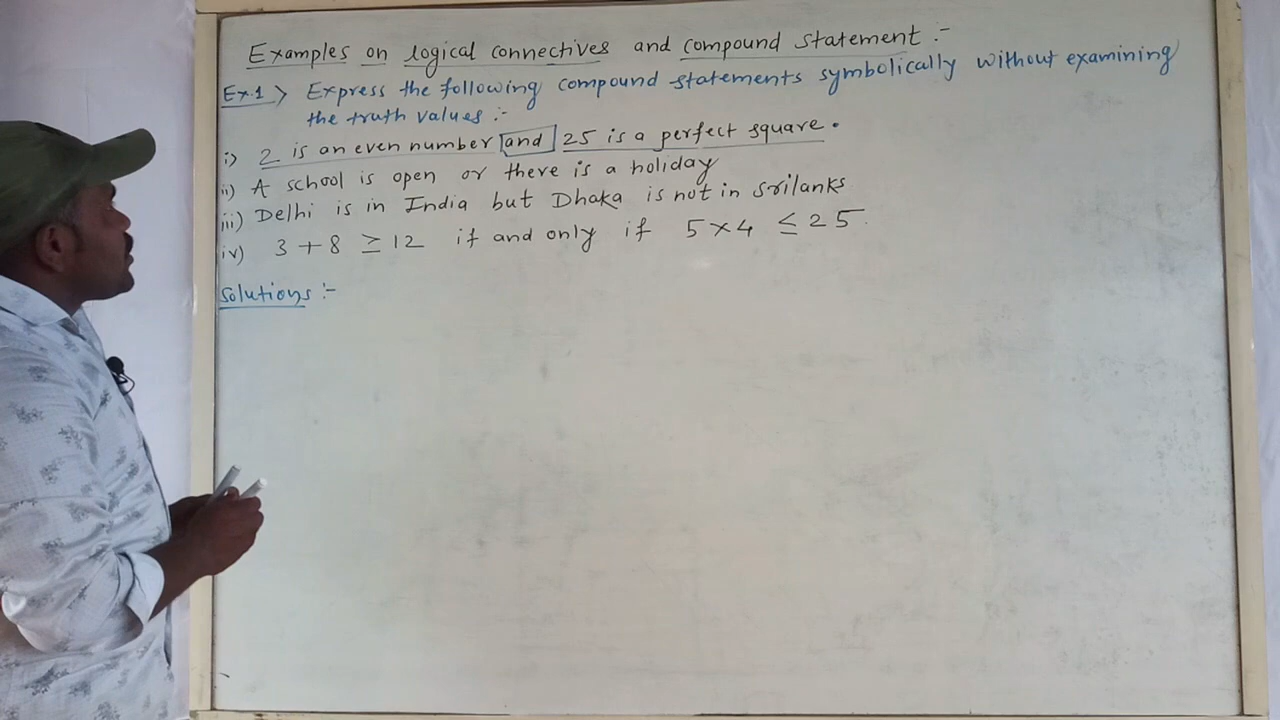 Examples on logical connectives and compound statement :-
Ex.1> Express the following compound statements symbolically without examining
the truth values :-
i) 2 is an even number and 25 is a perfect square.
ii) A school is open or there is a holiday
iii) Delhi is in India but Dhaka is not in Srilanks
iv) 3 + 8 ≥ 12 if and only if 5 × 4 ≤ 25.
Solutions :-